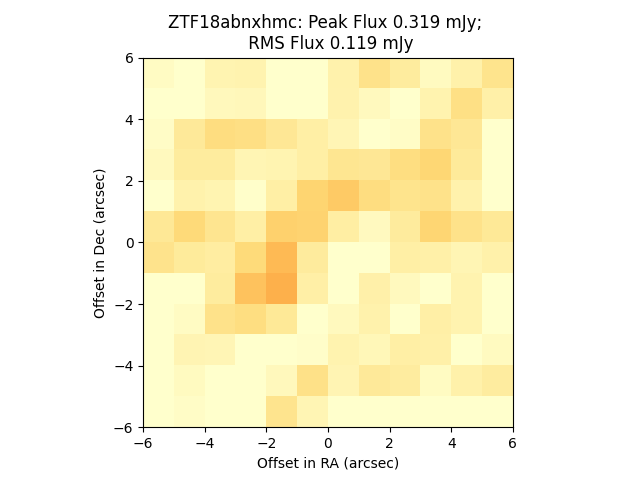 ZTF18abnxhmc: Peak Flux 0.319 mJy;
RMS Flux 0.119 mJy
6
4
2
0
−2
−4
−6
Offset in Dec (arcsec)
−6 −4 −2 0 2 4 6
Offset in RA (arcsec)